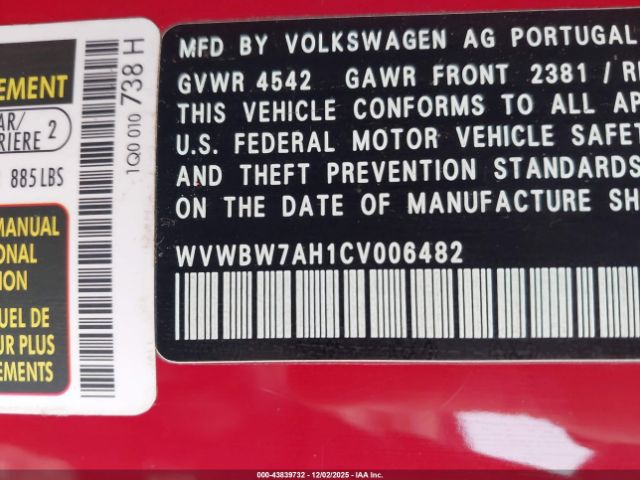 EMENT
AR/
RIERE 2
885 LBS
1Q0 010 738 H
MANUAL
ONAL
ION
UEL DE
UR PLUS
EMENTS
MFD BY VOLKSWAGEN AG PORTUGAL
GVWR 4542 GAWR FRONT 2381 / R
THIS VEHICLE CONFORMS TO ALL AP
U.S. FEDERAL MOTOR VEHICLE SAFET
AND THEFT PREVENTION STANDARDS
ON THE DATE OF MANUFACTURE SH
WVWBW7AH1CV006482
000-43839732 - 12/02/2025 - IAA Inc.